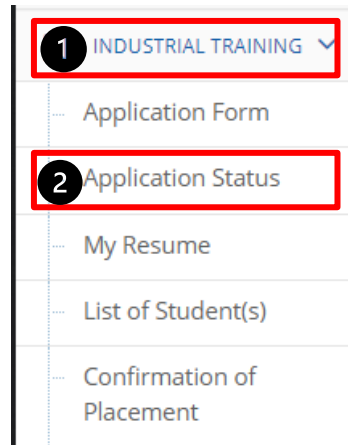 1 INDUSTRIAL TRAINING
Application Form
2 Application Status
My Resume
List of Student(s)
Confirmation of
Placement